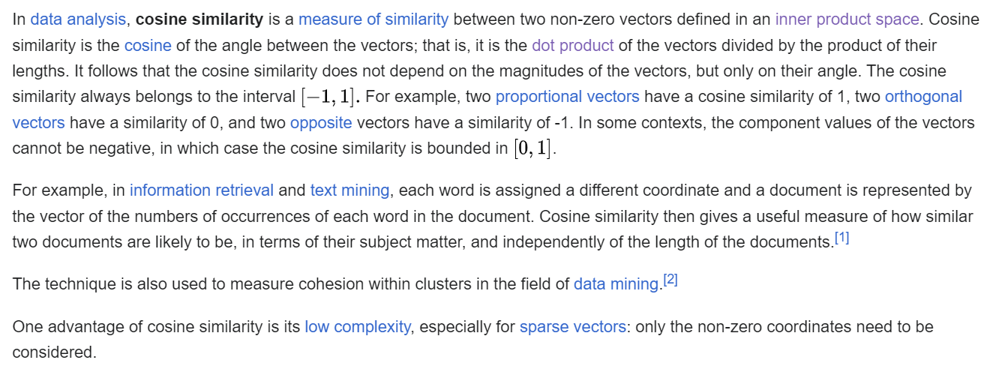 In data analysis, cosine similarity is a measure of similarity between two non-zero vectors defined in an inner product space. Cosine
similarity is the cosine of the angle between the vectors; that is, it is the dot product of the vectors divided by the product of their
lengths. It follows that the cosine similarity does not depend on the magnitudes of the vectors, but only on their angle. The cosine
similarity always belongs to the interval [−1, 1]. For example, two proportional vectors have a cosine similarity of 1, two orthogonal
vectors have a similarity of 0, and two opposite vectors have a similarity of -1. In some contexts, the component values of the vectors
cannot be negative, in which case the cosine similarity is bounded in [0, 1].
For example, in information retrieval and text mining, each word is assigned a different coordinate and a document is represented by
the vector of the numbers of occurrences of each word in the document. Cosine similarity then gives a useful measure of how similar
two documents are likely to be, in terms of their subject matter, and independently of the length of the documents.[1]
The technique is also used to measure cohesion within clusters in the field of data mining.[2]
One advantage of cosine similarity is its low complexity, especially for sparse vectors: only the non-zero coordinates need to be
considered.